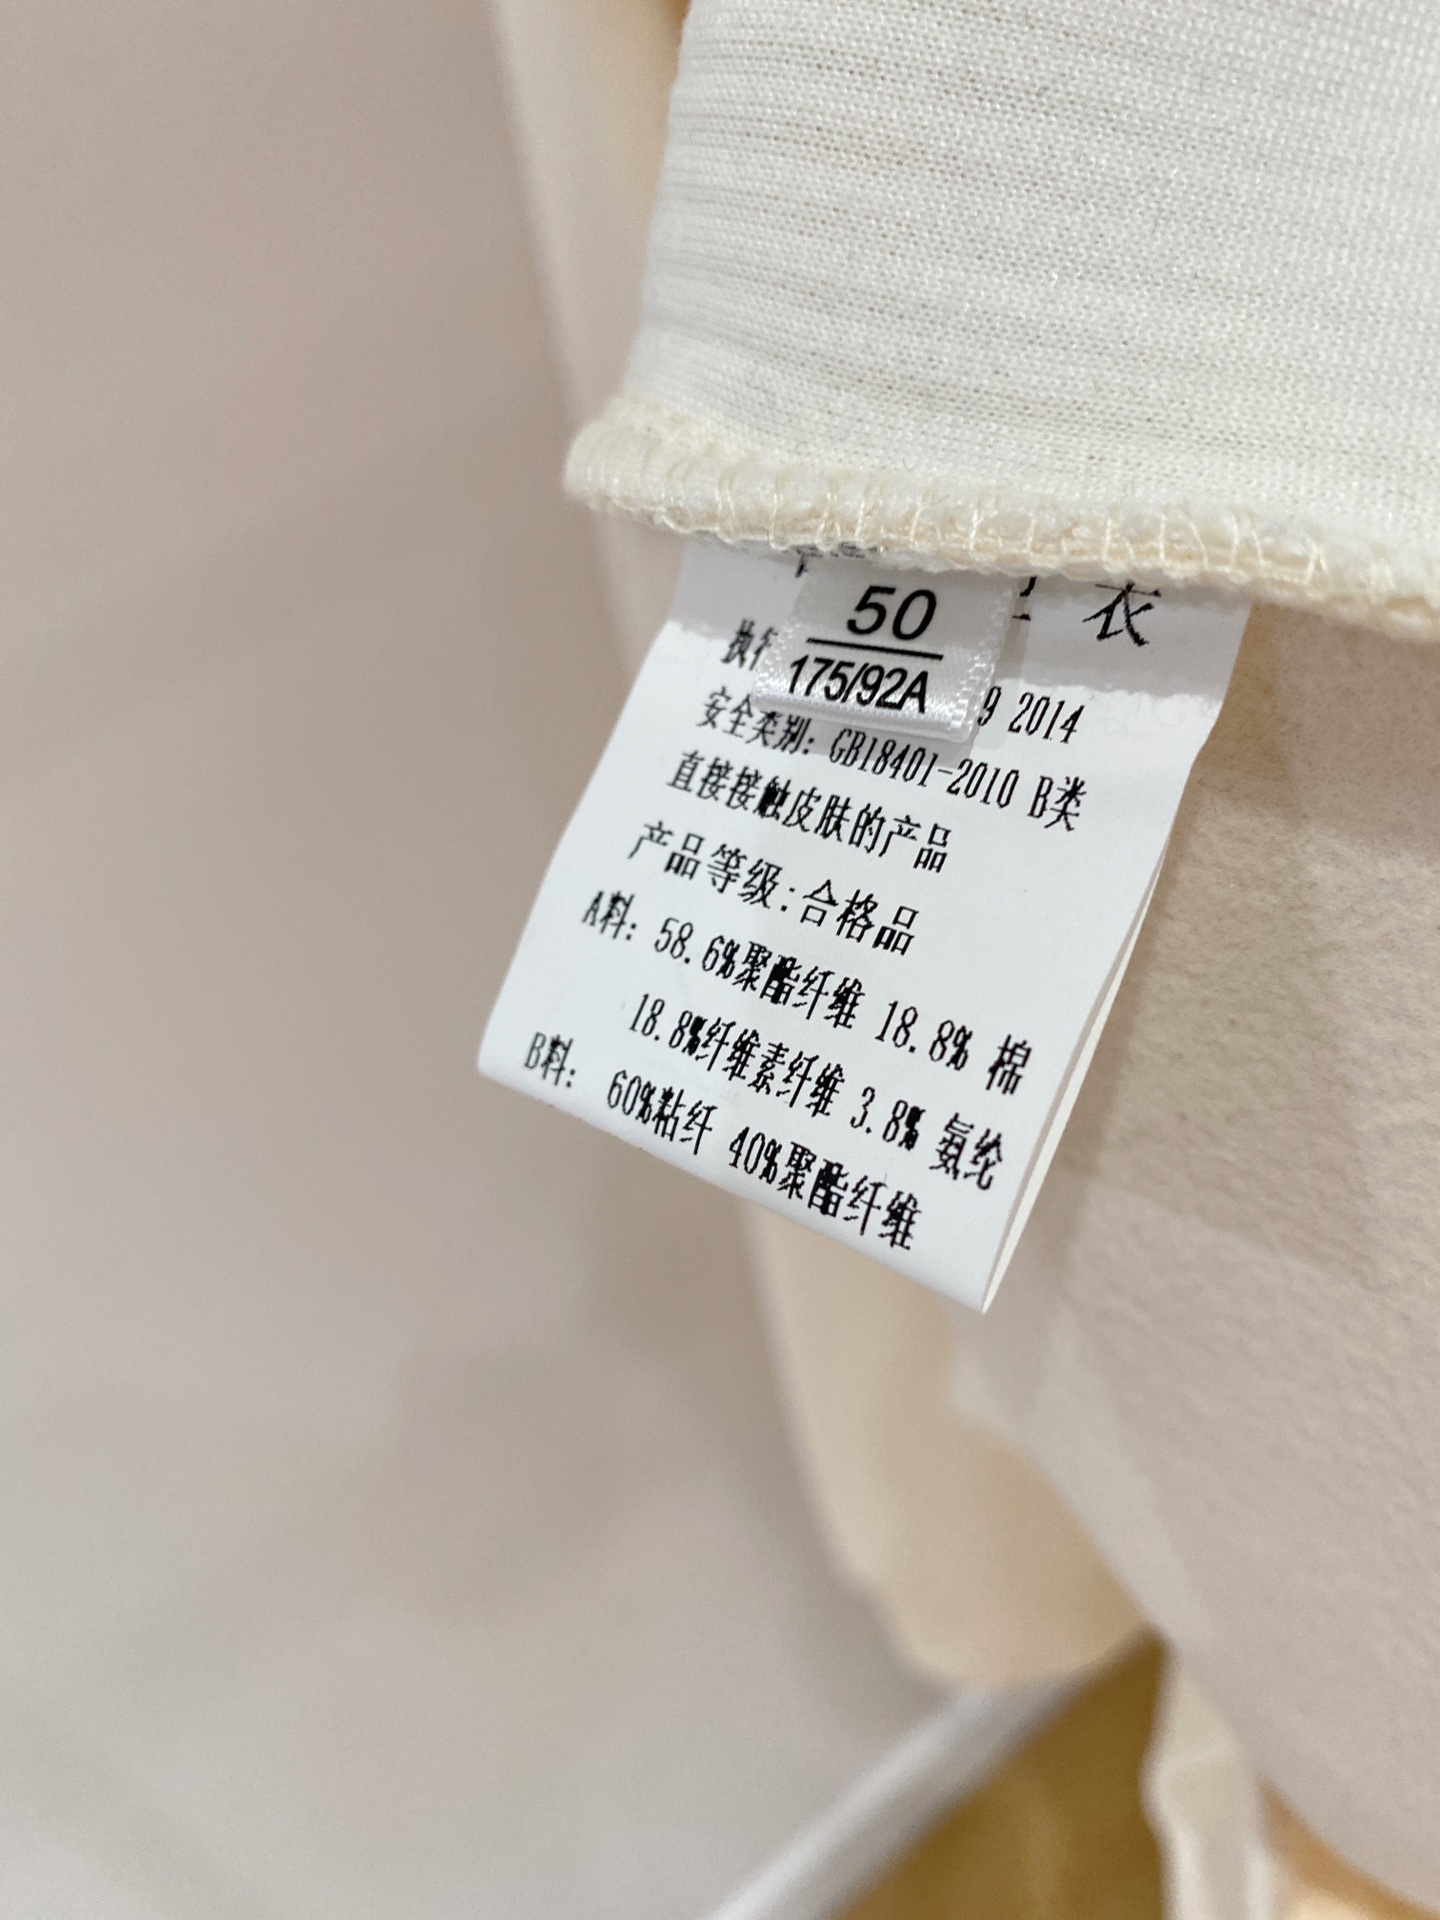 50
175/92A
衣
执行
9 2014
安全类别: GB18401-2010 B类
直接接触皮肤的产品
产品等级:合格品
A料: 58.6%聚酯纤维 18.8% 棉
18.8%纤维素纤维 3.8% 氨纶
B料: 60%粘纤 40%聚酯纤维